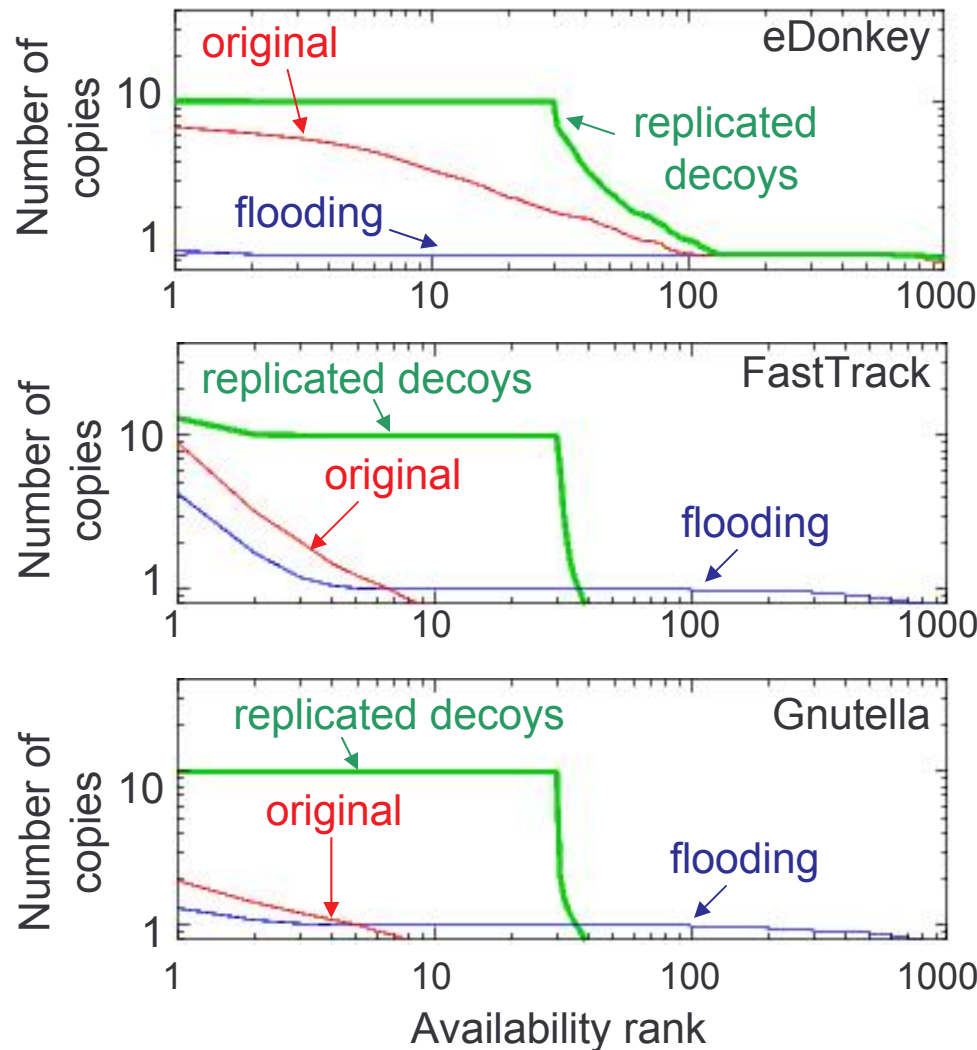 eDonkey
original
Number of
copies
10
1
replicated
decoys
flooding
1 10 100 1000
FastTrack
replicated decoys
Number of
copies
10
1
original
flooding
1 10 100 1000
Gnutella
replicated decoys
Number of
copies
10
1
original
flooding
1 10 100 1000
Availability rank